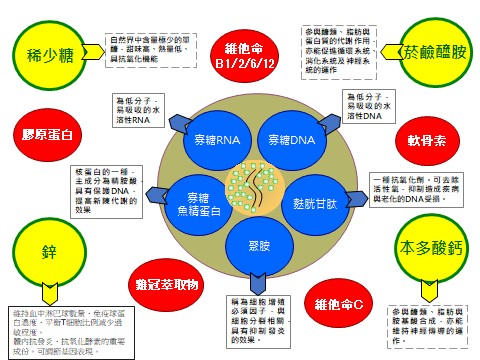 稀少糖
自然界中含量極少的單
醣，甜味高、熱量低，
具抗氧化機能
維他命
B1/2/6/12
參與醣類、脂肪與
蛋白質的代謝作用，
亦能促進循環系統、
消化系統及神經系
統的運作
菸鹼醯胺
為低分子，
易吸收的水
溶性RNA
為低分子，
易吸收的水
溶性DNA
膠原蛋白
寡糖RNA
寡糖DNA
軟骨素
核蛋白的一種，
主成分為精胺酸，
具有保護DNA，
提高新陳代謝的
效果
寡糖
魚精蛋白
麩胱甘肽
一種抗氧化劑，可去除
活性氧，抑制造成疾病
與老化的DNA受損。
聚胺
鋅
雞冠萃取物
維他命C
本多酸鈣
維持血中淋巴球數量，免疫球蛋
白濃度，平衡T細胞比例減少過
敏程度。
體內抗發炎，抗氧化酵素的重要
成份，可調節基因表現。
稱為細胞增殖
必須因子，與
細胞分裂相關，
具有抑制發炎
的效果。
參與醣類、脂肪與
胺基酸合成，亦能
維持神經傳導的運
作。